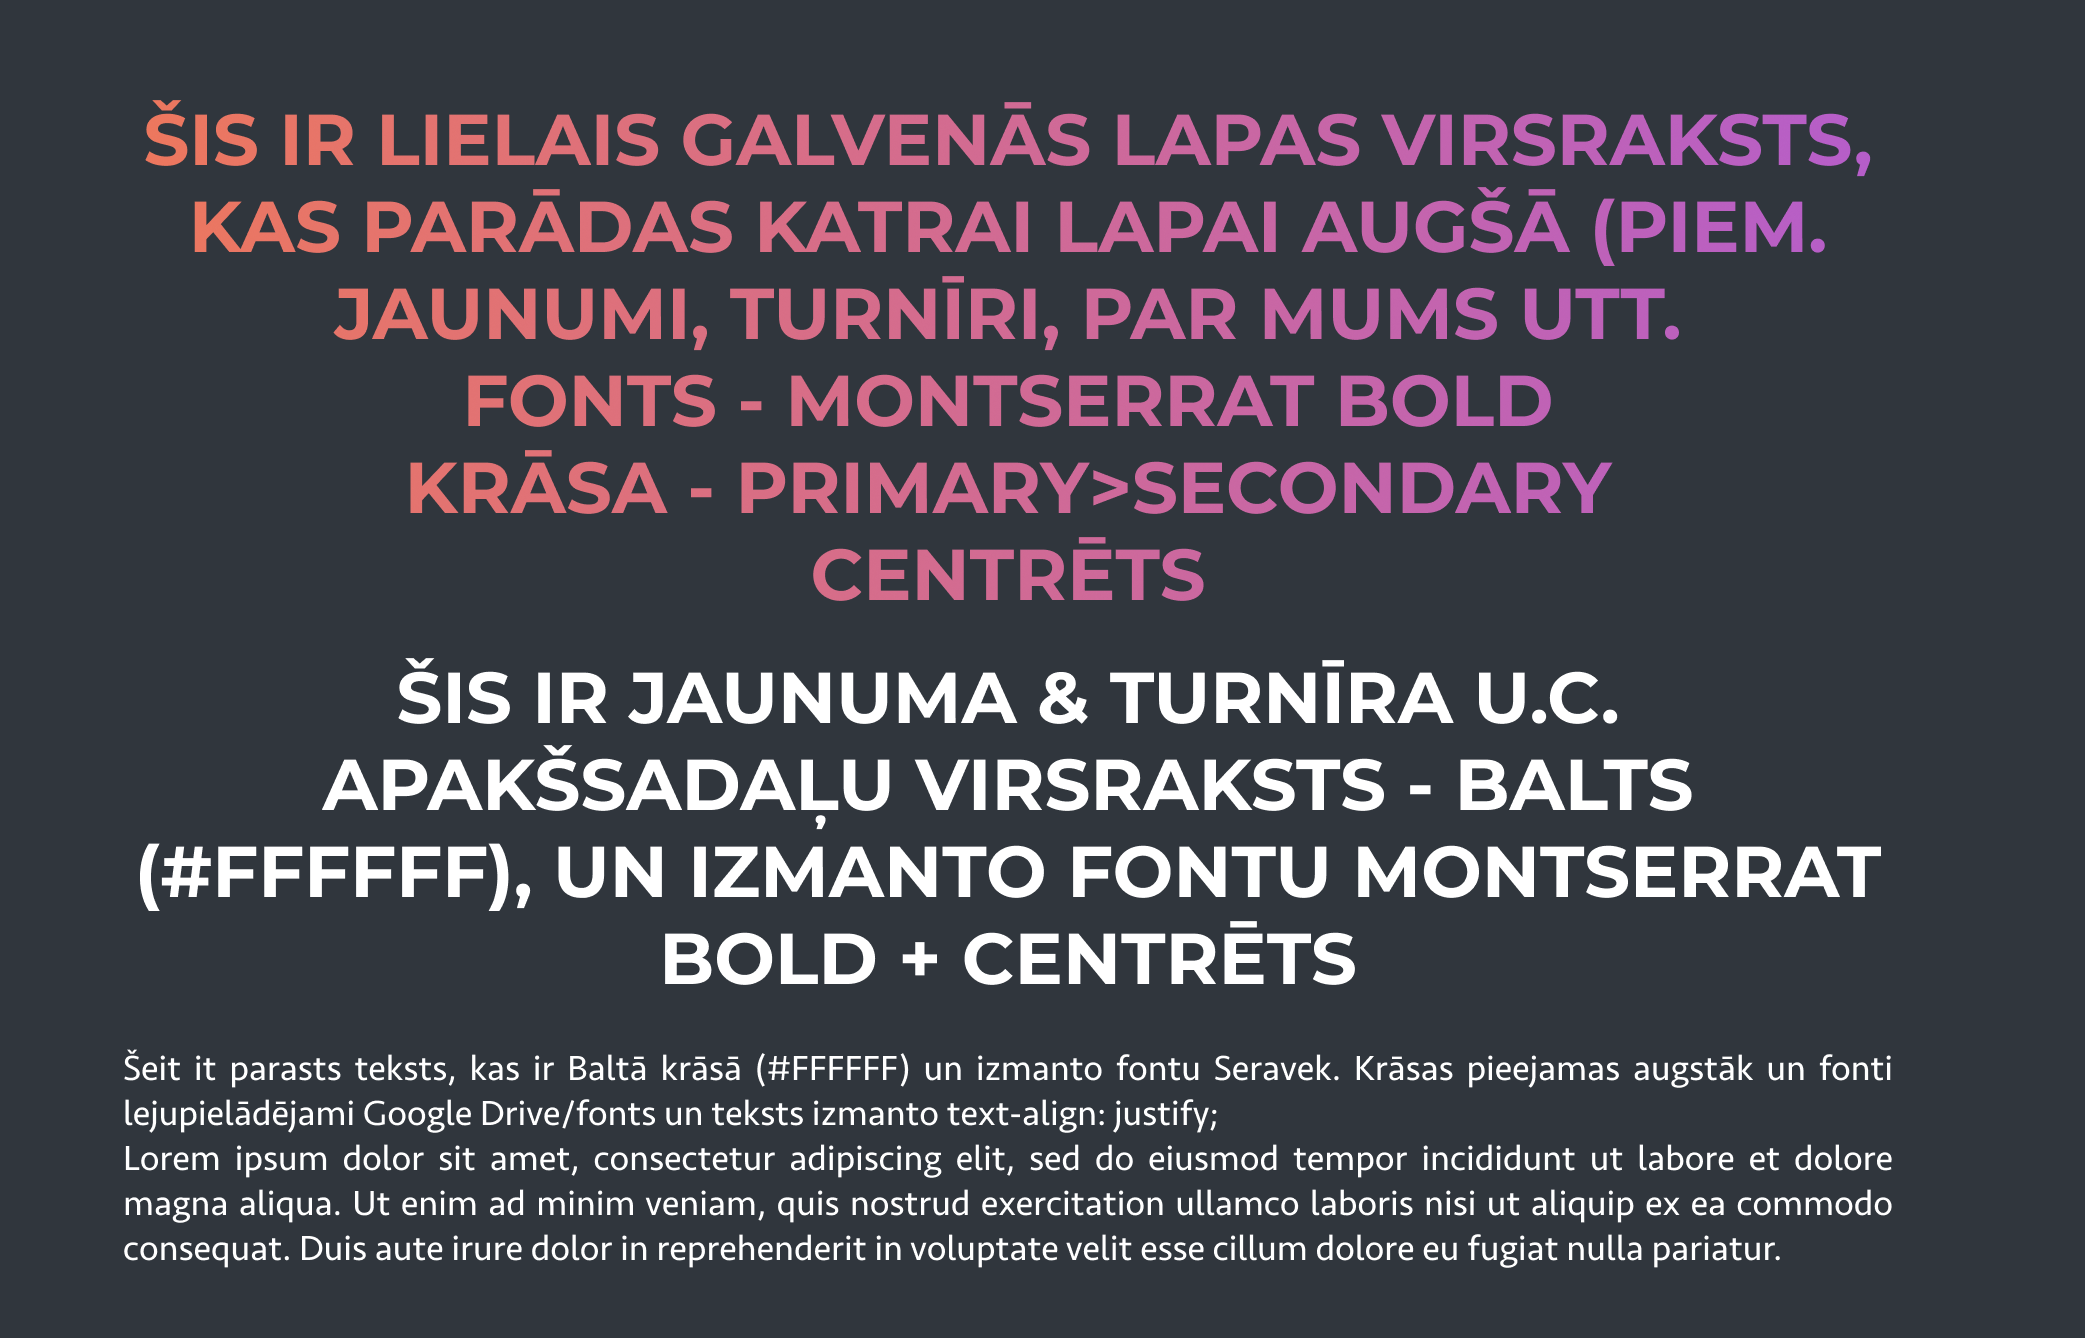 ŠIS IR LIELAIS GALVENĀS LAPAS VIRSRAKSTS,
KAS PARĀDAS KATRAI LAPAI AUGŠĀ (PIEM.
JAUNUMI, TURNĪRI, PAR MUMS UTT.
FONTS - MONTSERRAT BOLD
KRĀSA - PRIMARY>SECONDARY
CENTRĒTS
ŠIS IR JAUNUMA & TURNĪRA U.C.
APAKŠSADAĻU VIRSRAKSTS - BALTS
(#FFFFFF), UN IZMANTO FONTU MONTSERRAT
BOLD + CENTRĒTS
Šeit it parasts teksts, kas ir Baltā krāsā (#FFFFFF) un izmanto fontu Seravek. Krāsas pieejamas augstāk un fonti
lejupielādējami Google Drive/fonts un teksts izmanto text-align: justify;
Lorem ipsum dolor sit amet, consectetur adipiscing elit, sed do eiusmod tempor incididunt ut labore et dolore
magna aliqua. Ut enim ad minim veniam, quis nostrud exercitation ullamco laboris nisi ut aliquip ex ea commodo
consequat. Duis aute irure dolor in reprehenderit in voluptate velit esse cillum dolore eu fugiat nulla pariatur.